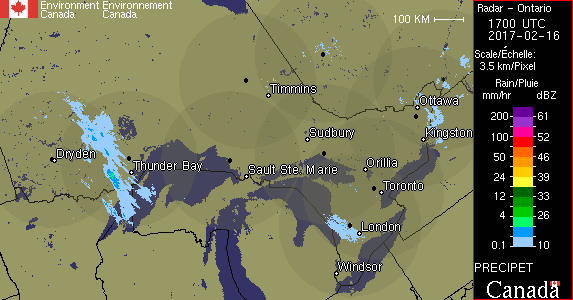 Environment Environnement
Canada Canada
100 KM
Timmins
Ottawa
Sudbury
Kingston
Dryden
Thunder Bay
Sault Ste. Marie
Orillia
Toronto
London
Windsor
Radar - Ontario
1700 UTC
2017-02-16
Scale/Échelle:
3.5 km/Pixel
Rain/Pluie
mm/hr dBZ
200 61
100 52
50 46
24 39
12 33
4 26
0.1 10
PRECIPET
Canada